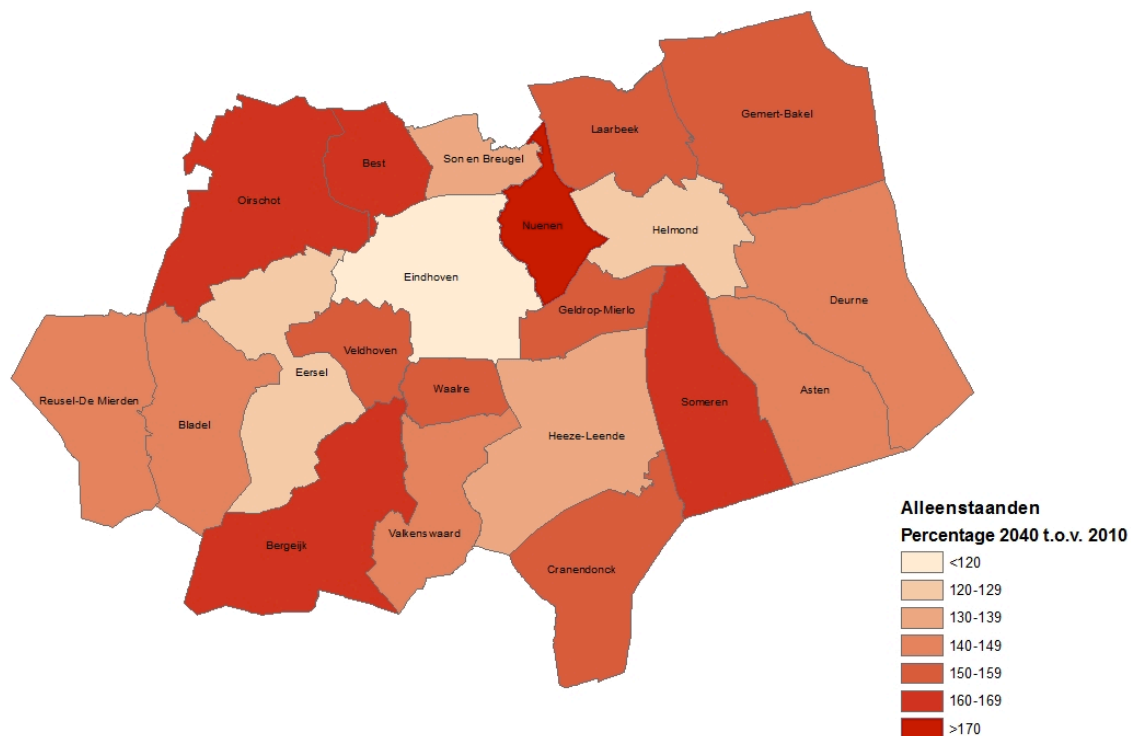 Gemert-Bakel
Laarbeek
Son en Breugel
Best
Oirschot
Nuenen
Helmond
Eindhoven
Deurne
Geldrop-Mierlo
Veldhoven
Eersel
Waalre
Asten
Reusel-De Mierden
Someren
Bladel
Heeze-Leende
Valkenswaard
Bergeijk
Cranendonck
Alleenstaanden
Percentage 2040 t.o.v. 2010
<120
120-129
130-139
140-149
150-159
160-169
>170